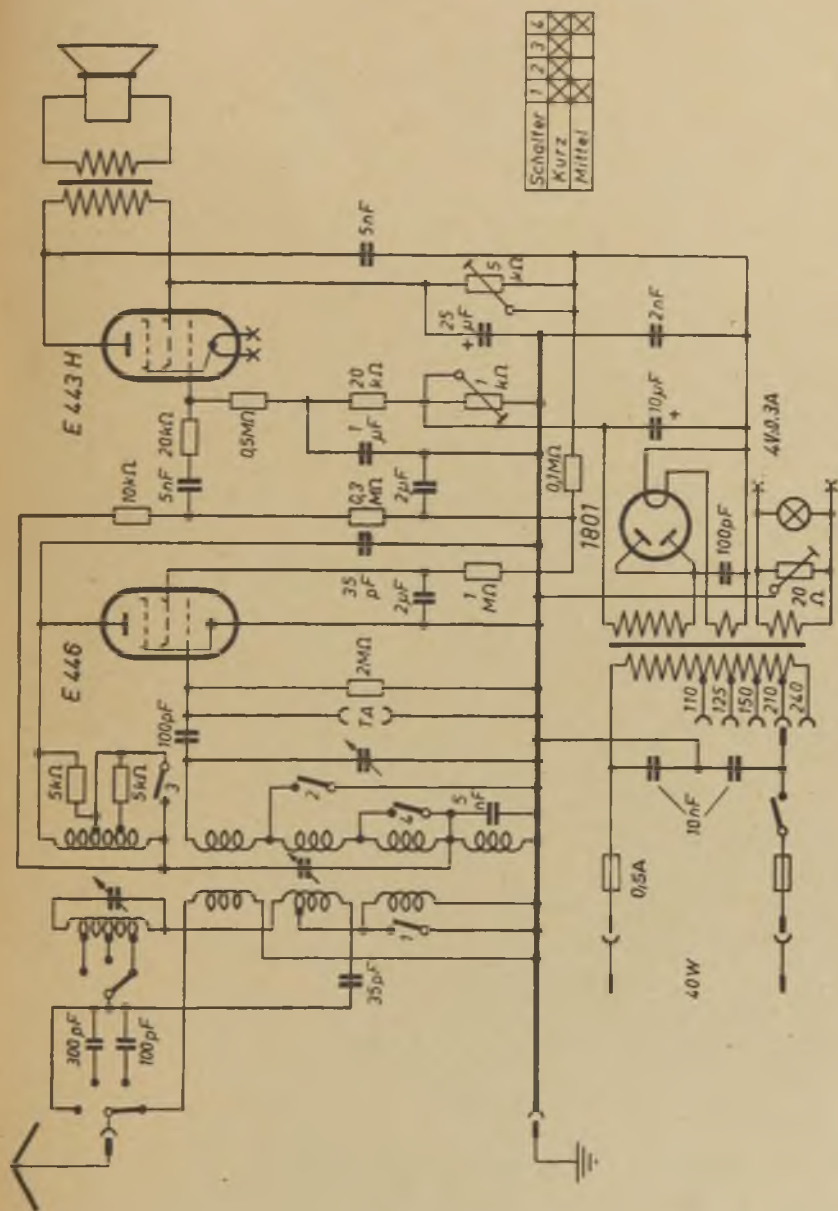 Schalter 1 2 3 4
Kurz
Mittel
E 443 H
E 446
1801
5nF
5
kΩ
25
µF
+
2nF
10kΩ
5nF
20kΩ
0,5MΩ
20
kΩ
1
µF
1
kΩ
10µF
+
0,3
MΩ
2µF
0,1MΩ
4V 0.3A
35
pF
2µF
1
MΩ
100pF
20
Ω
100pF
2MΩ
TA
5kΩ
5kΩ
3
2
4
5
nF
110
125
150
210
240
10nF
300pF
100pF
35pF
1
0,5A
40W